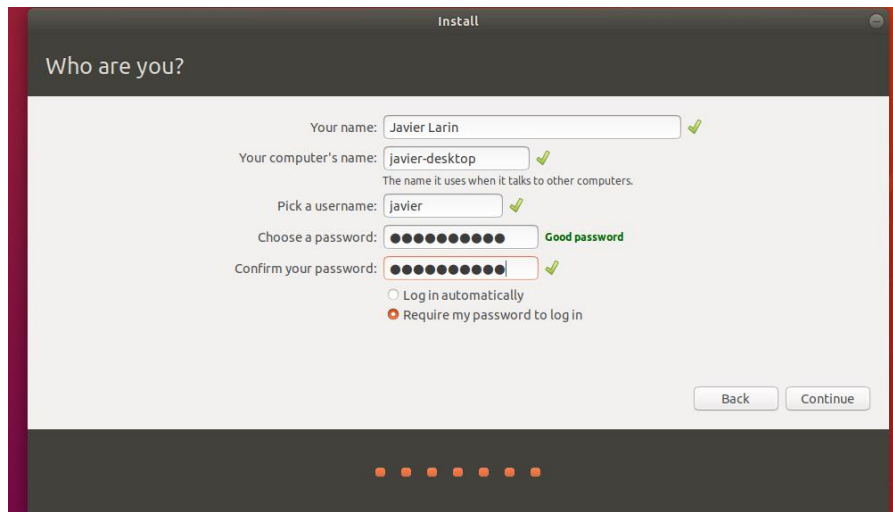 Install
Who are you?
Your name: Javier Larin
Your computer's name: javier-desktop
The name it uses when it talks to other computers.
Pick a username: javier
Choose a password: ●●●●●●●●●● Good password
Confirm your password: ●●●●●●●●●●
Log in automatically
Require my password to log in
Back Continue